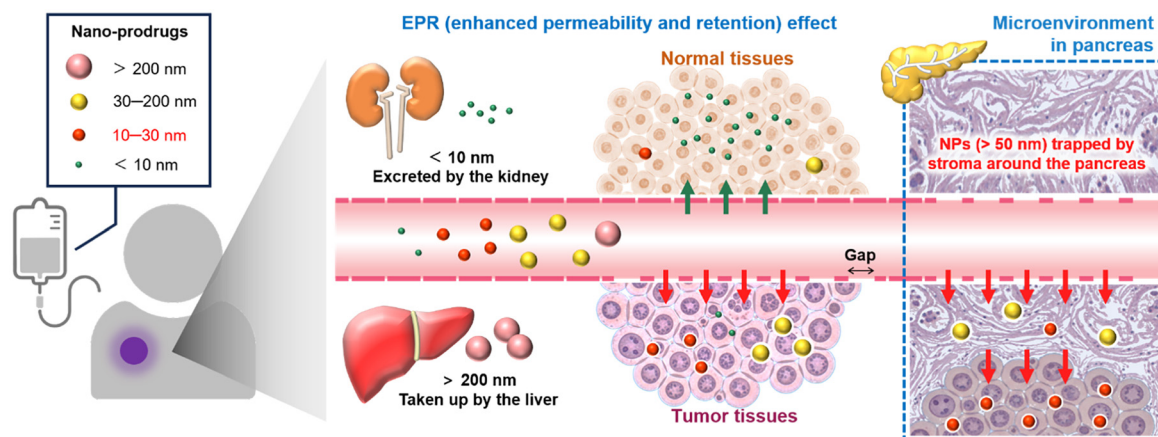 Nano-prodrugs
> 200 nm
30–200 nm
10–30 nm
< 10 nm
EPR (enhanced permeability and retention) effect
< 10 nm
Excreted by the kidney
Normal tissues
Gap
> 200 nm
Taken up by the liver
Tumor tissues
Microenvironment
in pancreas
NPs (> 50 nm) trapped by
stroma around the pancreas